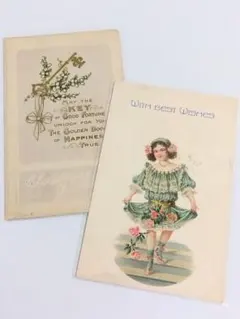 May the
KEY
of Good Fortune
unlock for you
The Golden Door
of Happiness
True
With Best Wishes